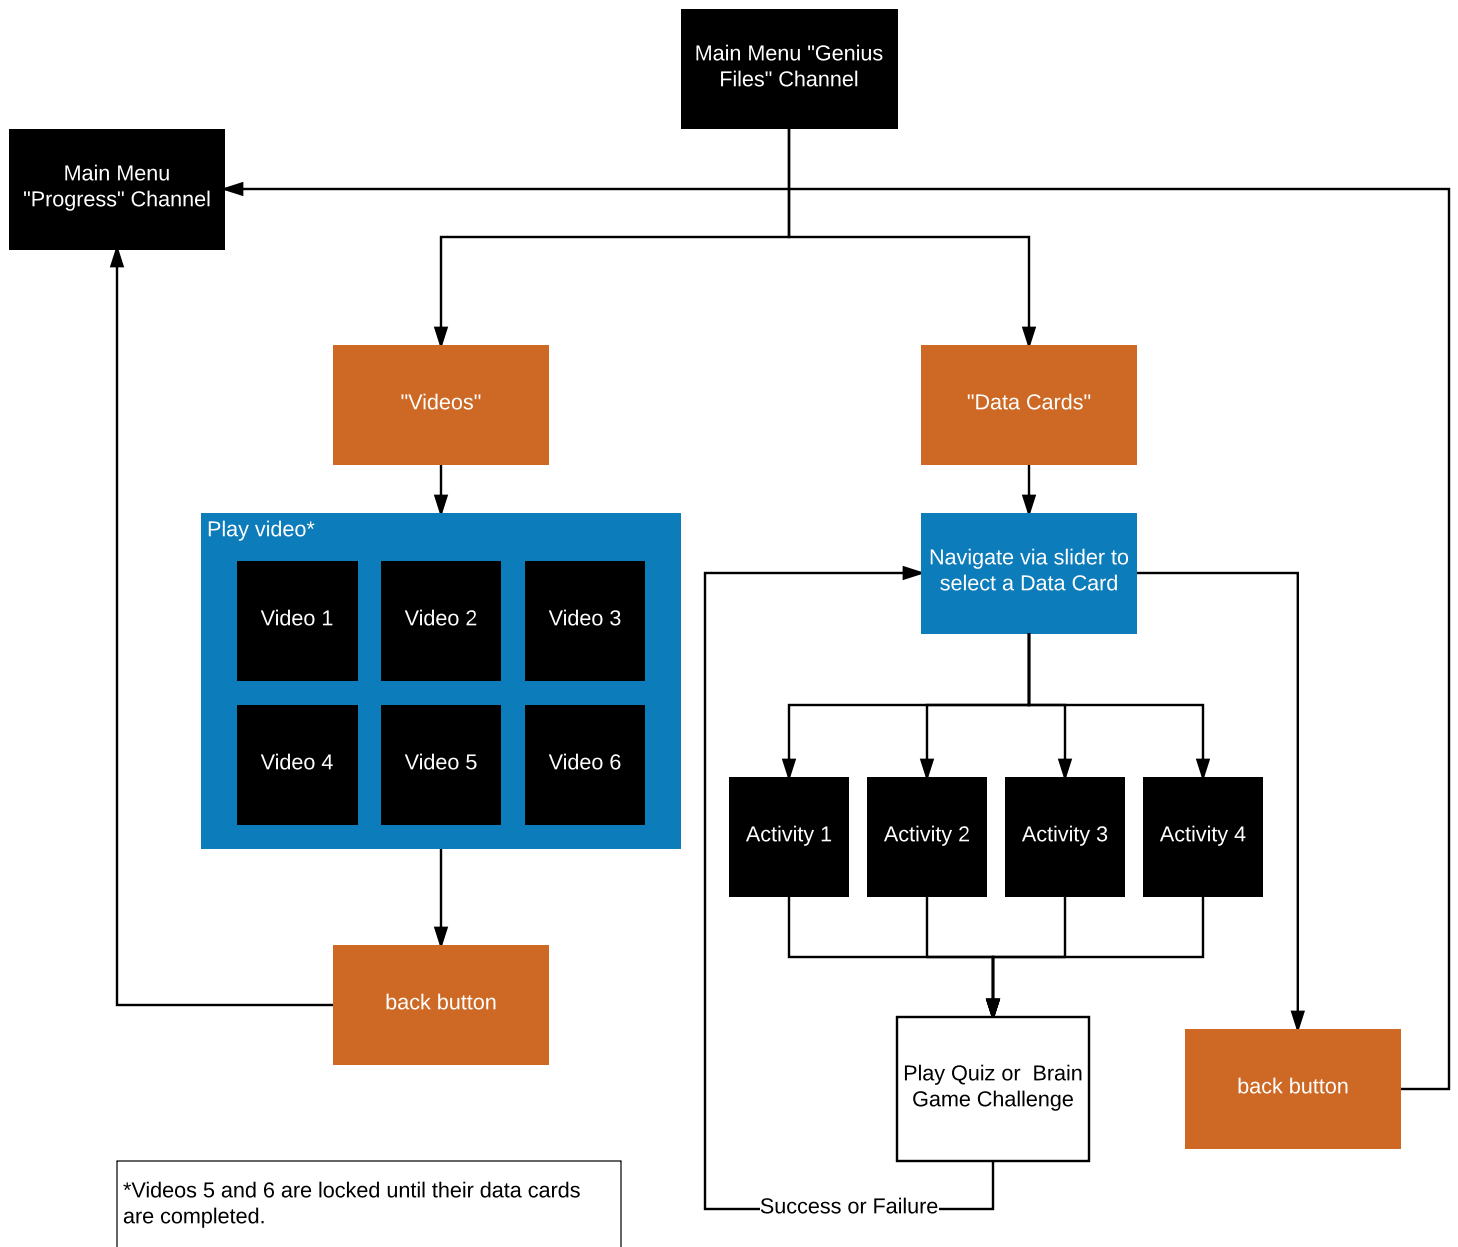 Main Menu "Genius
Files" Channel
Main Menu
"Progress" Channel
"Videos"
"Data Cards"
Play video*
Video 1
Video 2
Video 3
Video 4
Video 5
Video 6
Navigate via slider to
select a Data Card
Activity 1
Activity 2
Activity 3
Activity 4
back button
Play Quiz or  Brain
Game Challenge
back button
Success or Failure
*Videos 5 and 6 are locked until their data cards
are completed.